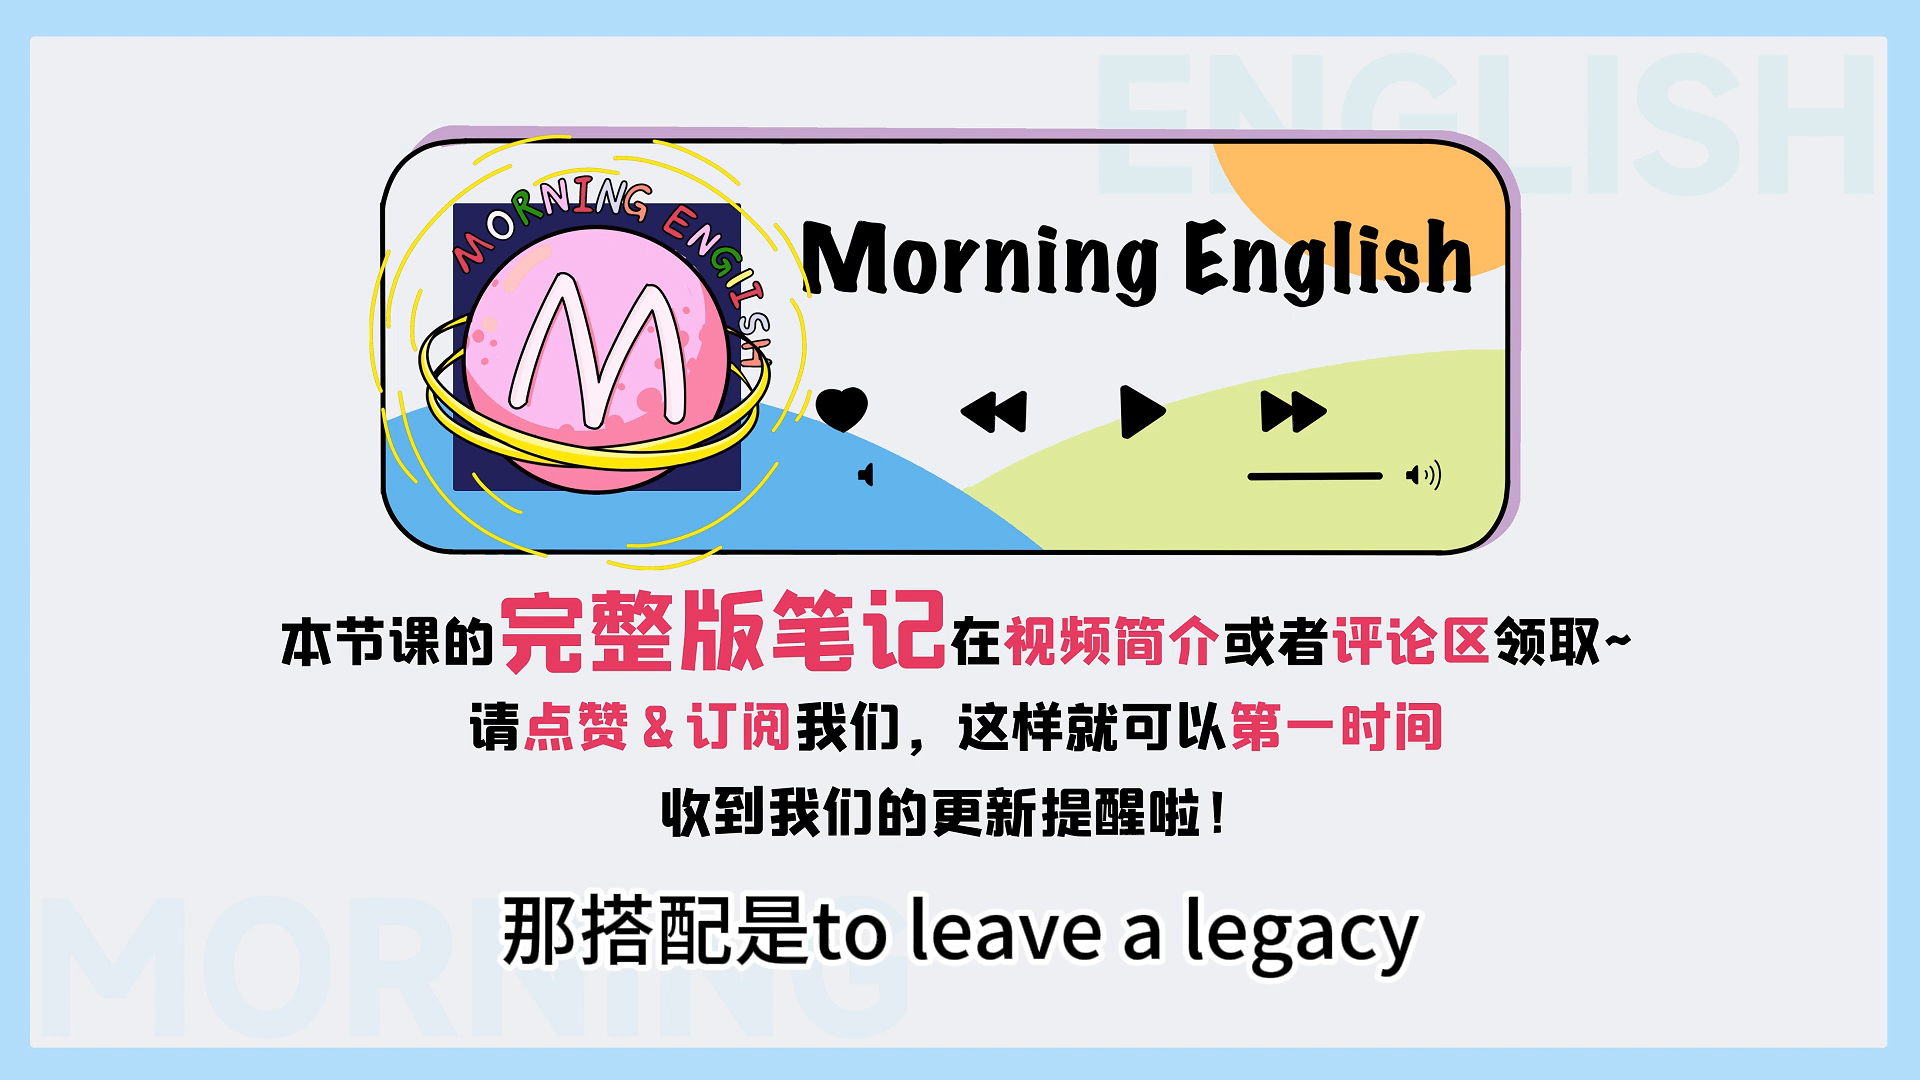 ENGLISH
MORNING ENGLISH
M
Morning English
本节课的完整版笔记在视频简介或者评论区领取~
请点赞&订阅我们，这样就可以第一时间
收到我们的更新提醒啦！
那搭配是to leave a legacy
MORNING